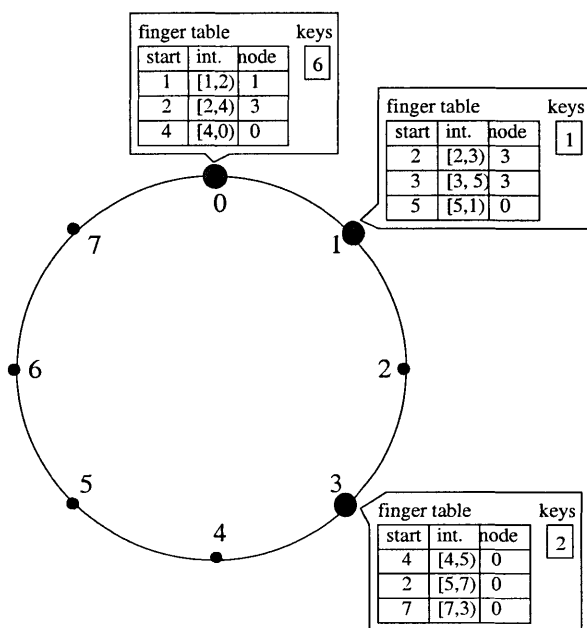 finger table keys
start int. node
1 [1,2) 1
2 [2,4) 3
4 [4,0) 0
6
finger table keys
start int. node
2 [2,3) 3
3 [3, 5) 3
5 [5,1) 0
1
0
7
1
6
2
5
3
4
finger table keys
start int. node
4 [4,5) 0
2 [5,7) 0
7 [7,3) 0
2